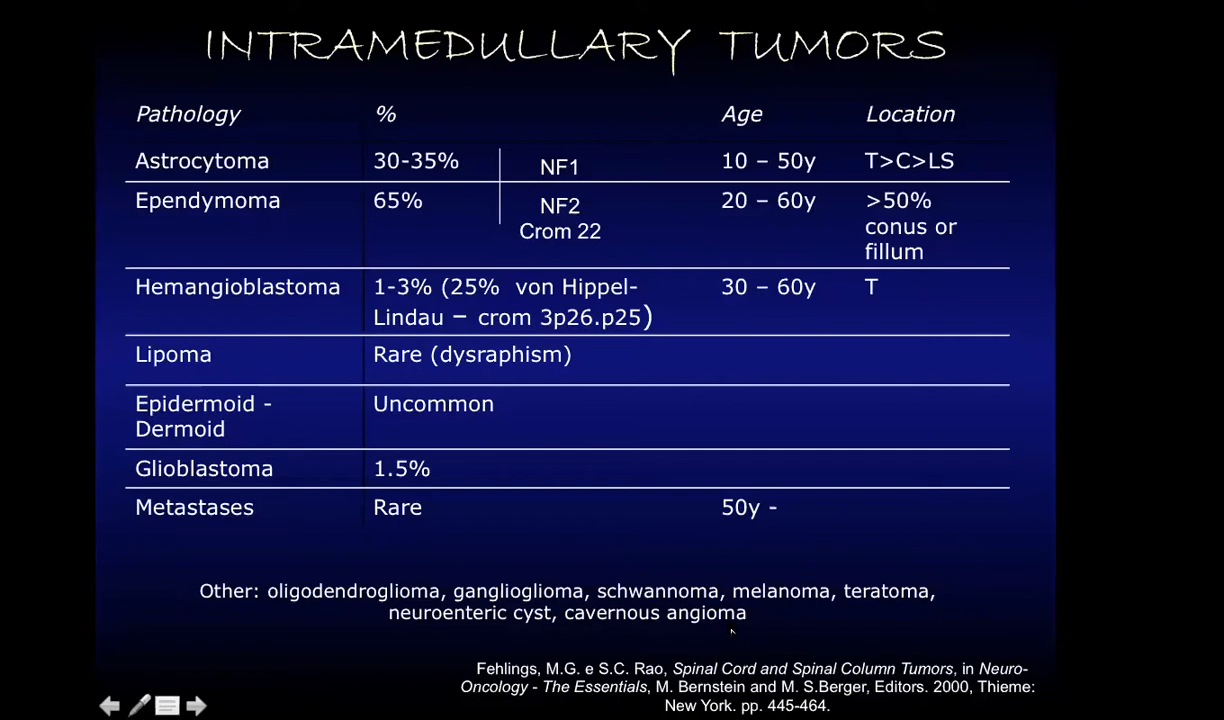 INTRAMEDULLARY TUMORS
Pathology % Age Location
Astrocytoma 30-35% NF1 10 – 50y T>C>LS
Ependymoma 65% NF2 20 – 60y >50%
Crom 22 conus or
fillum
Hemangioblastoma 1-3% (25% von Hippel- 30 – 60y T
Lindau – crom 3p26.p25)
Lipoma Rare (dysraphism)
Epidermoid - Uncommon
Dermoid
Glioblastoma 1.5%
Metastases Rare 50y -
Other: oligodendroglioma, ganglioglioma, schwannoma, melanoma, teratoma,
neuroenteric cyst, cavernous angioma
Fehlings, M.G. e S.C. Rao, Spinal Cord and Spinal Column Tumors, in Neuro-
Oncology - The Essentials, M. Bernstein and M. S.Berger, Editors. 2000, Thieme:
New York. pp. 445-464.